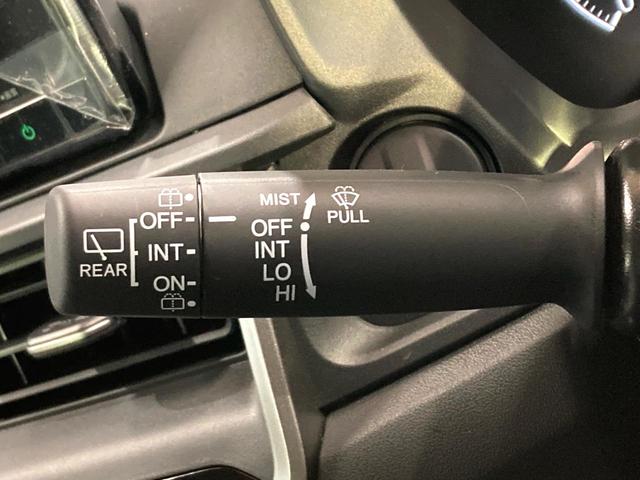 OFF
INT
ON
REAR
MIST
OFF
INT
LO
HI
PULL